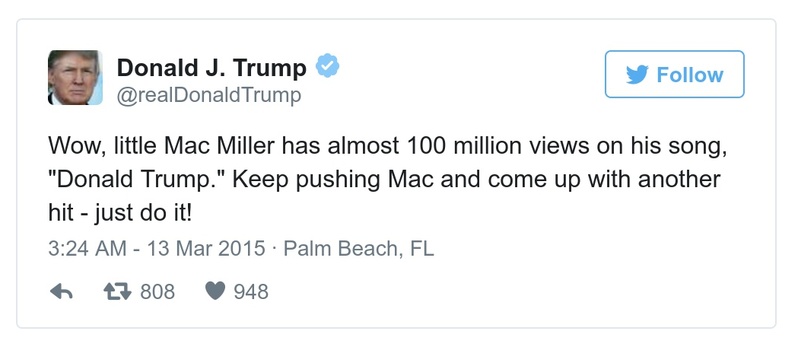 Donald J. Trump
@realDonaldTrump
Follow
Wow, little Mac Miller has almost 100 million views on his song,
"Donald Trump." Keep pushing Mac and come up with another
hit - just do it!
3:24 AM - 13 Mar 2015 · Palm Beach, FL
808 948